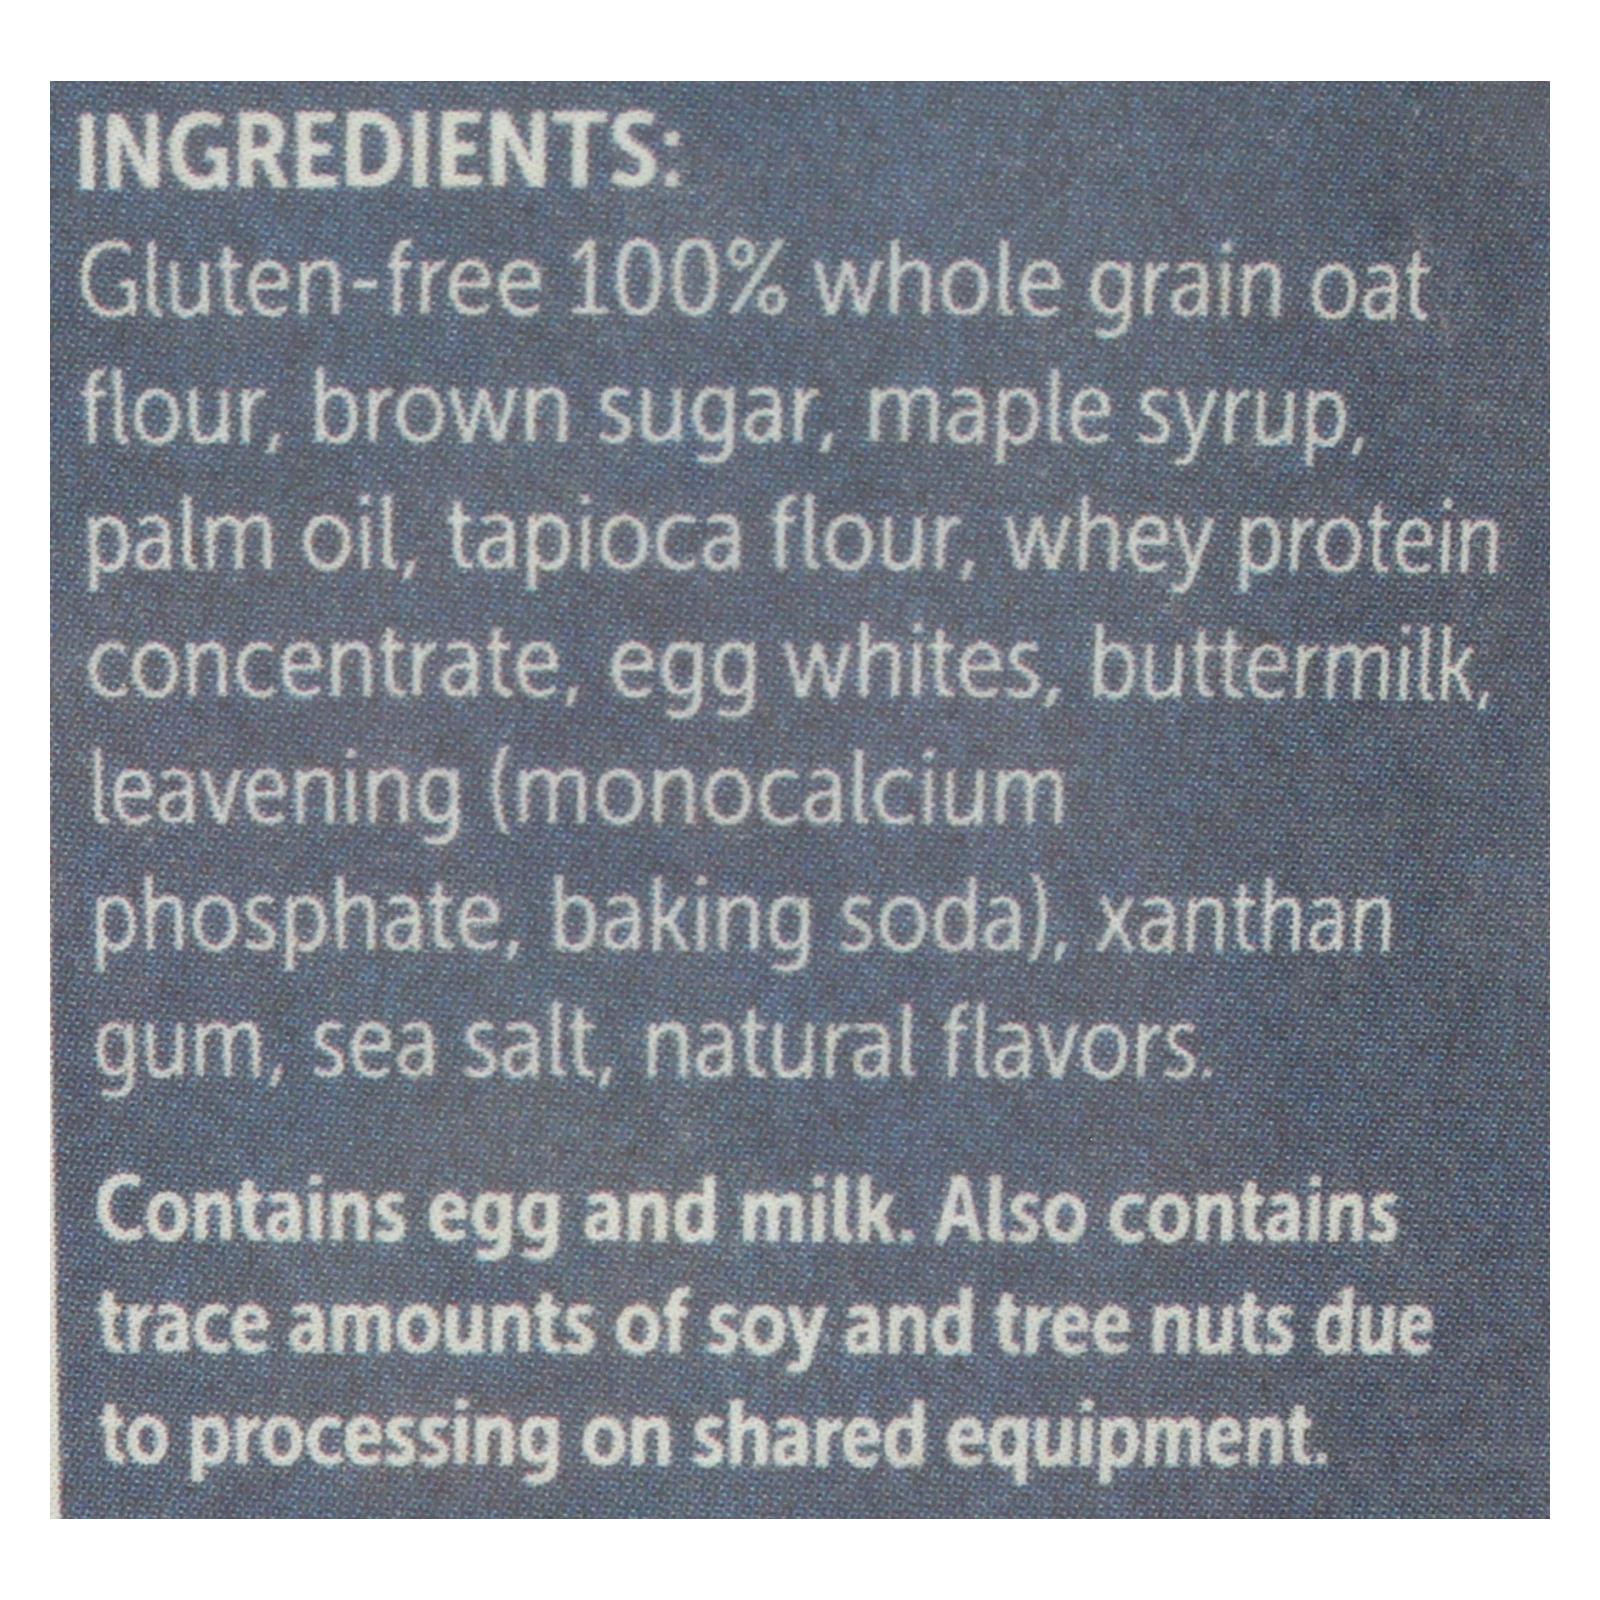 INGREDIENTS:
Gluten-free 100% whole grain oat
flour, brown sugar, maple syrup,
palm oil, tapioca flour, whey protein
concentrate, egg whites, buttermilk,
leavening (monocalcium
phosphate, baking soda), xanthan
gum, sea salt, natural flavors.
Contains egg and milk. Also contains
trace amounts of soy and tree nuts due
to processing on shared equipment.